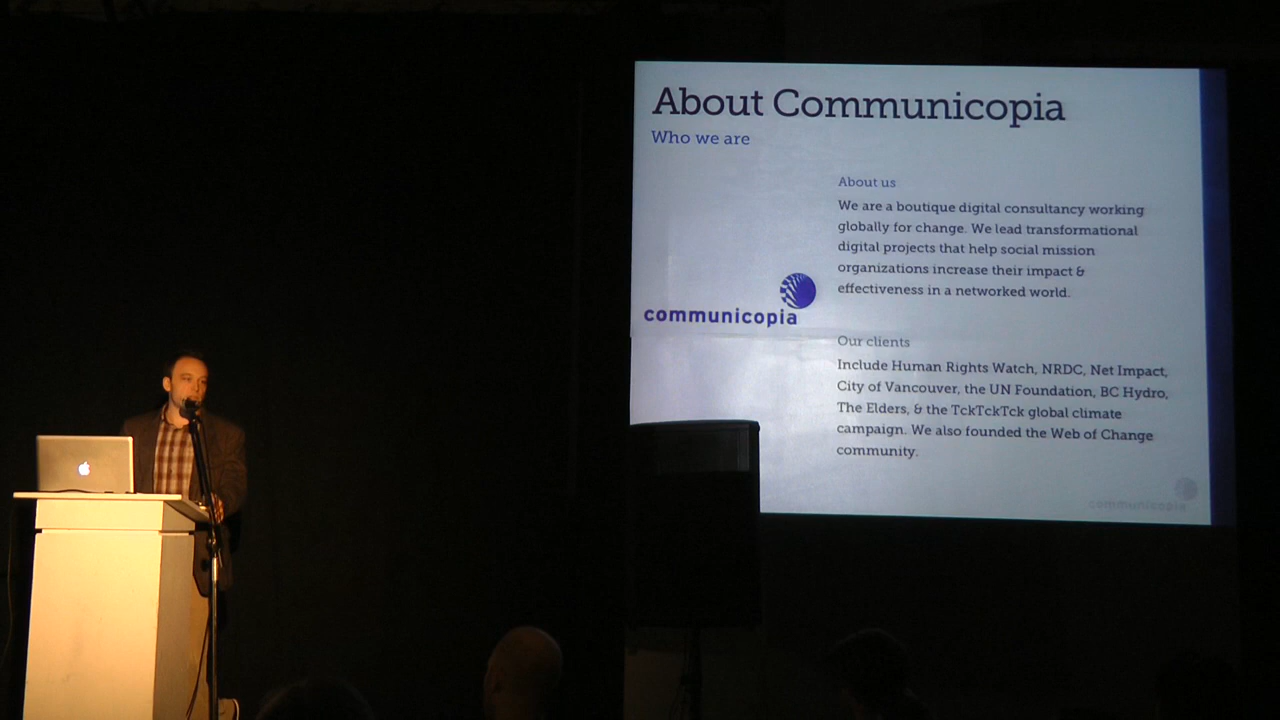 About Communicopia
Who we are
About us
We are a boutique digital consultancy working
globally for change. We lead transformational
digital projects that help social mission
organizations increase their impact &
effectiveness in a networked world.
communicopia
Our clients
Include Human Rights Watch, NRDC, Net Impact,
City of Vancouver, the UN Foundation, BC Hydro,
The Elders, & the TckTckTck global climate
campaign. We also founded the Web of Change
community.
communicopia